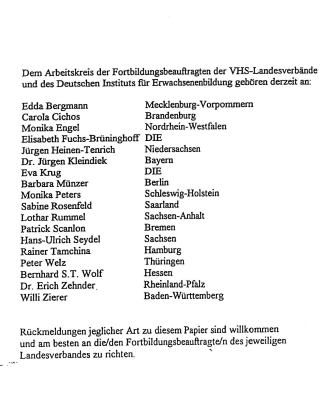 Dem Arbeitskreis der Fortbildungsbeauftragten der VHS-Landesverbände
und des Deutschen Instituts für Erwachsenenbildung gehören derzeit an:
Edda Bergmann Mecklenburg-Vorpommern
Carola Cichos Brandenburg
Monika Engel Nordrhein-Westfalen
Elisabeth Fuchs-Brüninghoff DIE
Jürgen Heinen-Tenrich Niedersachsen
Dr. Jürgen Kleindiek Bayern
Eva Krug DIE
Barbara Münzer Berlin
Monika Peters Schleswig-Holstein
Sabine Rosenfeld Saarland
Lothar Rummel Sachsen-Anhalt
Patrick Scanlon Bremen
Hans-Ulrich Seydel Sachsen
Rainer Tamchina Hamburg
Peter Welz Thüringen
Bernhard S.T. Wolf Hessen
Dr. Erich Zehnder Rheinland-Pfalz
Willi Zierer Baden-Württemberg
Rückmeldungen jeglicher Art zu diesem Papier sind willkommen
und am besten an die/den Fortbildungsbeauftragte/n des jeweiligen
Landesverbandes zu richten.